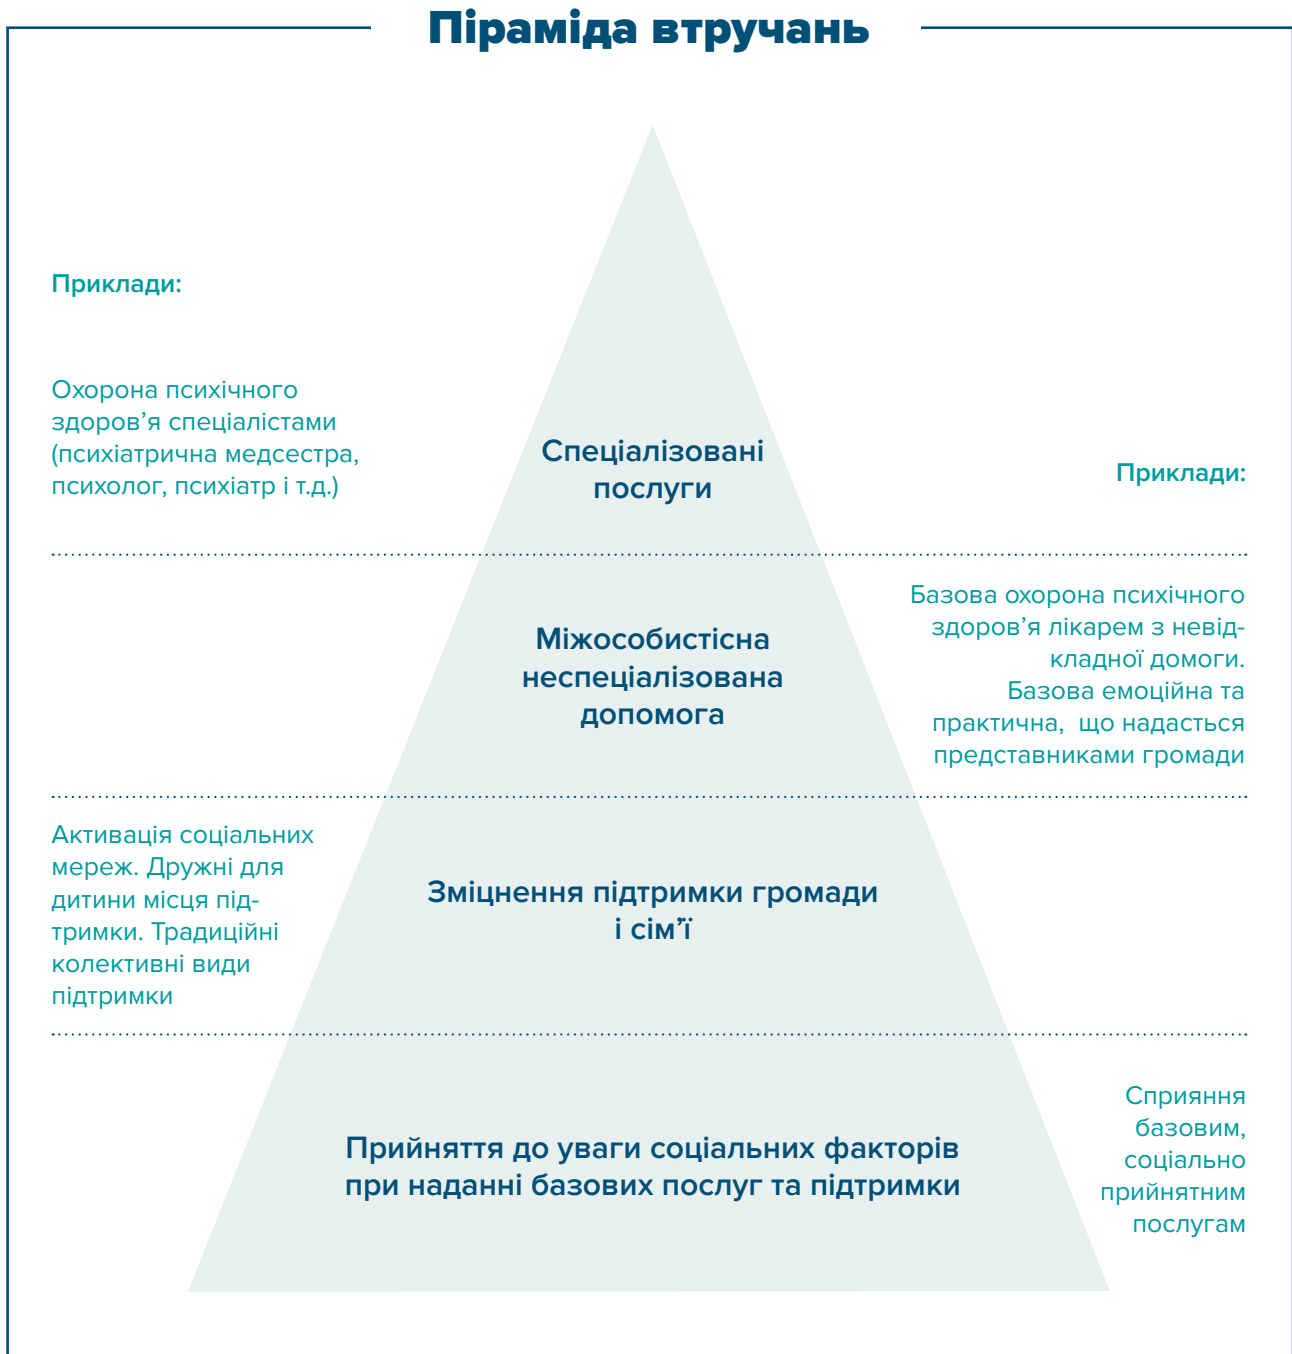 Піраміда втручань
Приклади:
Охорона психічного
здоров’я спеціалістами
(психіатрична медсестра,
психолог, психіатр і т.д.)
Спеціалізовані
послуги
Приклади:
Міжособистісна
неспеціалізована
допомога
Базова охорона психічного
здоров’я лікарем з невід-
кладної домоги.
Базова емоційна та
практична, що надасться
представниками громади
Активація соціальних
мереж. Дружні для
дитини місця під-
тримки. Традиційні
колективні види
підтримки
Зміцнення підтримки громади
і сім’ї
Прийняття до уваги соціальних факторів
при наданні базових послуг та підтримки
Сприяння
базовим,
соціально
прийнятним
послугам